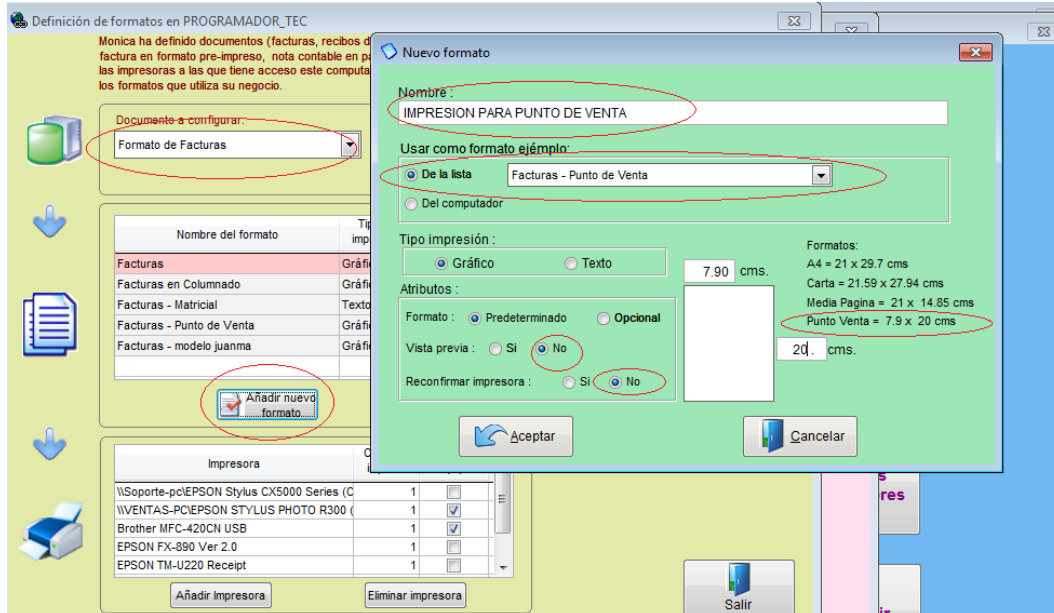 Definición de formatos en PROGRAMADOR_TEC
Monica ha definido documentos (facturas, recibos d
factura en formato pre-impreso, nota contable en pa
las impresoras a las que tiene acceso este computa
los formatos que utiliza su negocio.
Documento a configurar:
Formato de Facturas
Nombre del formato
Tip
imp
Facturas
Gráfi
Facturas en Columnado
Gráfi
Facturas - Matricial
Texto
Facturas - Punto de Venta
Gráfi
Facturas - modelo juanma
Gráfi
Añadir nuevo
formato
Impresora
\\Soporte-pc\EPSON Stylus CX5000 Series (C
1
\\VENTAS-PC\EPSON STYLUS PHOTO R300 (
1
Brother MFC-420CN USB
1
EPSON FX-890 Ver 2.0
1
EPSON TM-U220 Receipt
1
Añadir Impresora
Eliminar impresora
Salir
Nuevo formato
Nombre :
IMPRESION PARA PUNTO DE VENTA
Usar como formato ejémplo:
De la lista
Facturas - Punto de Venta
Del computador
Tipo impresión :
Gráfico
Texto
Atributos :
Formato :
Predeterminado
Opcional
Vista previa :
Si
No
Reconfirmar impresora :
Si
No
7.90 cms.
20 . cms.
Formatos:
A4 = 21 x 29.7 cms
Carta = 21.59 x 27.94 cms
Media Pagina = 21 x 14.85 cms
Punto Venta = 7.9 x 20 cms
Aceptar
Cancelar
res
ir